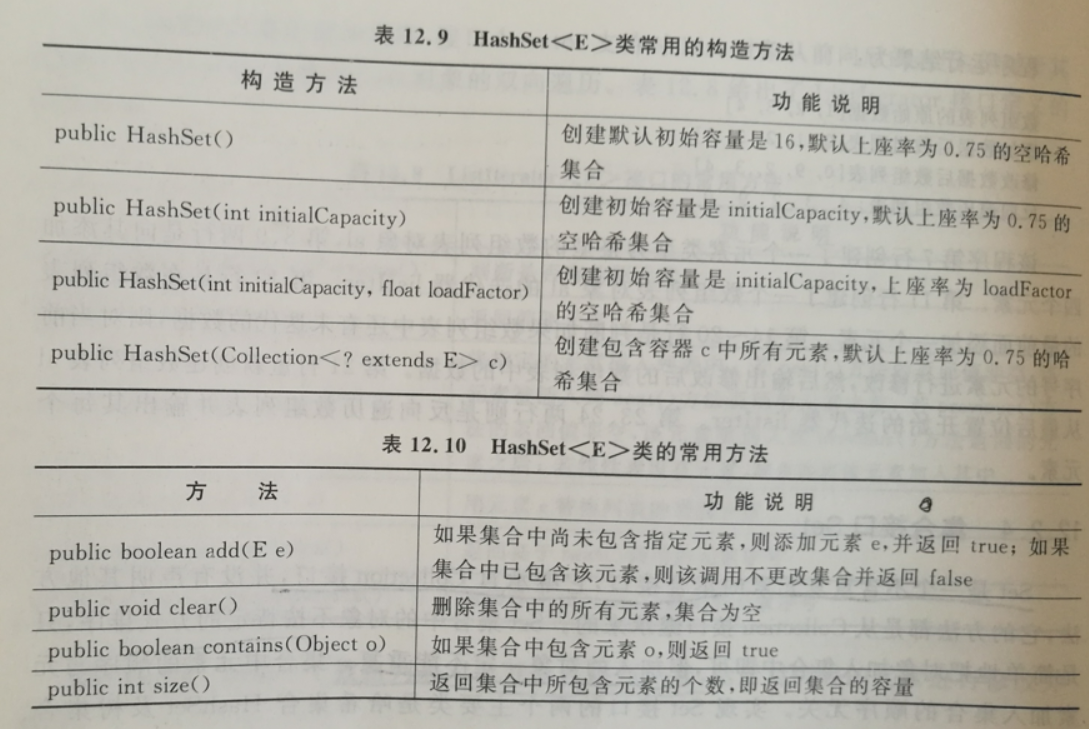 表 12.9 HashSet<E>类常用的构造方法
构造方法
功能说明
public HashSet()
创建默认初始容量是 16,默认上座率为 0.75 的空哈希
集合
public HashSet(int initialCapacity)
创建初始容量是 initialCapacity,默认上座率为 0.75 的
空哈希集合
public HashSet(int initialCapacity, float loadFactor)
创建初始容量是 initialCapacity,上座率为 loadFactor
的空哈希集合
public HashSet(Collection<? extends E> c)
创建包含容器 c 中所有元素,默认上座率为 0.75 的哈
希集合
表 12.10 HashSet<E>类的常用方法
方法
功能说明
public boolean add(E e)
如果集合中尚未包含指定元素,则添加元素 e,并返回 true;如果
集合中已包含该元素,则该调用不更改集合并返回 false
public void clear()
删除集合中的所有元素,集合为空
public boolean contains(Object o)
如果集合中包含元素 o,则返回 true
public int size()
返回集合中所包含元素的个数,即返回集合的容量